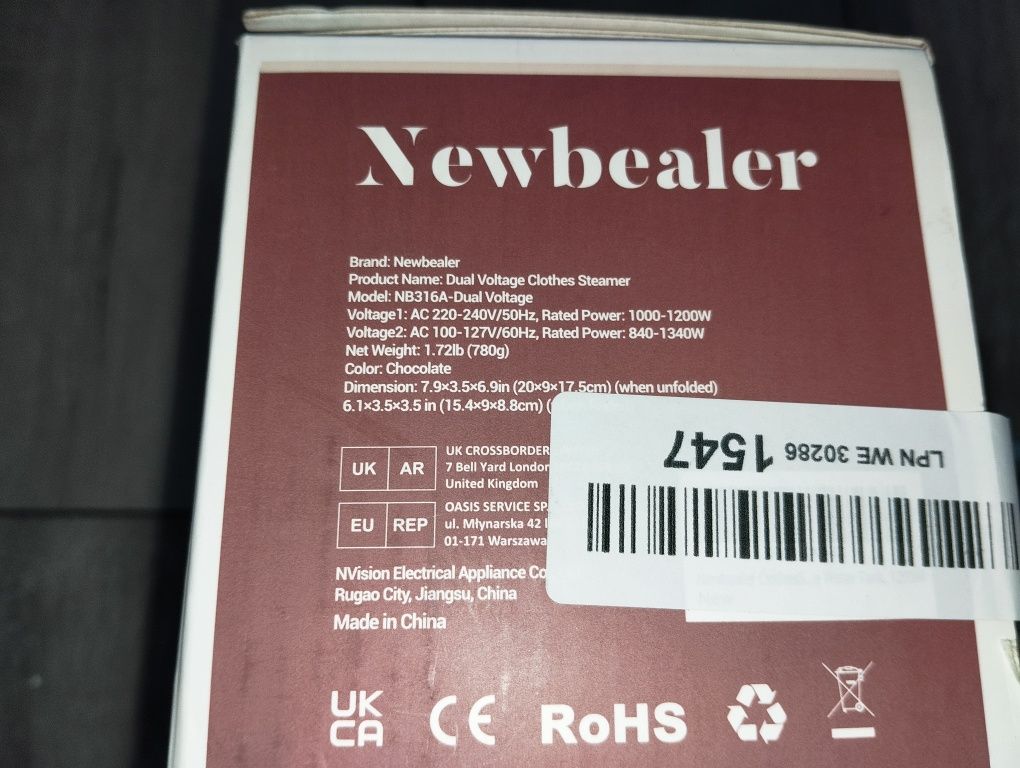 Newbealer
Brand: Newbealer
Product Name: Dual Voltage Clothes Steamer
Model: NB316A-Dual Voltage
Voltage1: AC 220-240V/50Hz, Rated Power: 1000-1200W
Voltage2: AC 100-127V/60Hz, Rated Power: 840-1340W
Net Weight: 1.72lb (780g)
Color: Chocolate
Dimension: 7.9×3.5×6.9in (20×9×17.5cm) (when unfolded)
6.1×3.5×3.5 in (15.4×9×8.8cm) (
UK AR
UK CROSSBORDER
7 Bell Yard London
United Kingdom
EU REP
OASIS SERVICE
ul. Młynarska 42
01-171 Warszawa
NVision Electrical Appliance Co
Rugao City, Jiangsu, China
Made in China
LPN WE 30286 1547
New
UK
CA
CE
RoHS